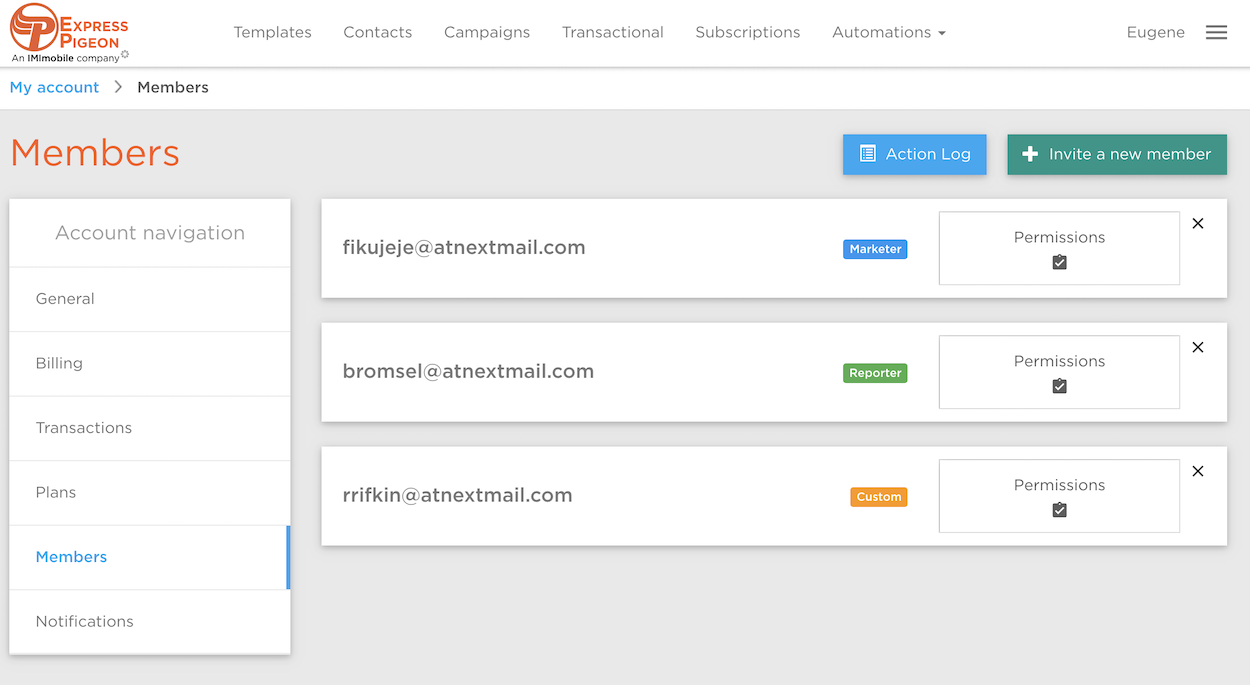 EXPRESS
PIGEON
An IMImobile company
Templates Contacts Campaigns Transactional Subscriptions Automations Eugene
My account Members
Members
Action Log
Invite a new member
Account navigation
General
Billing
Transactions
Plans
Members
Notifications
fikujeje@atnextmail.com Marketer Permissions
bromsel@atnextmail.com Reporter Permissions
rrifkin@atnextmail.com Custom Permissions